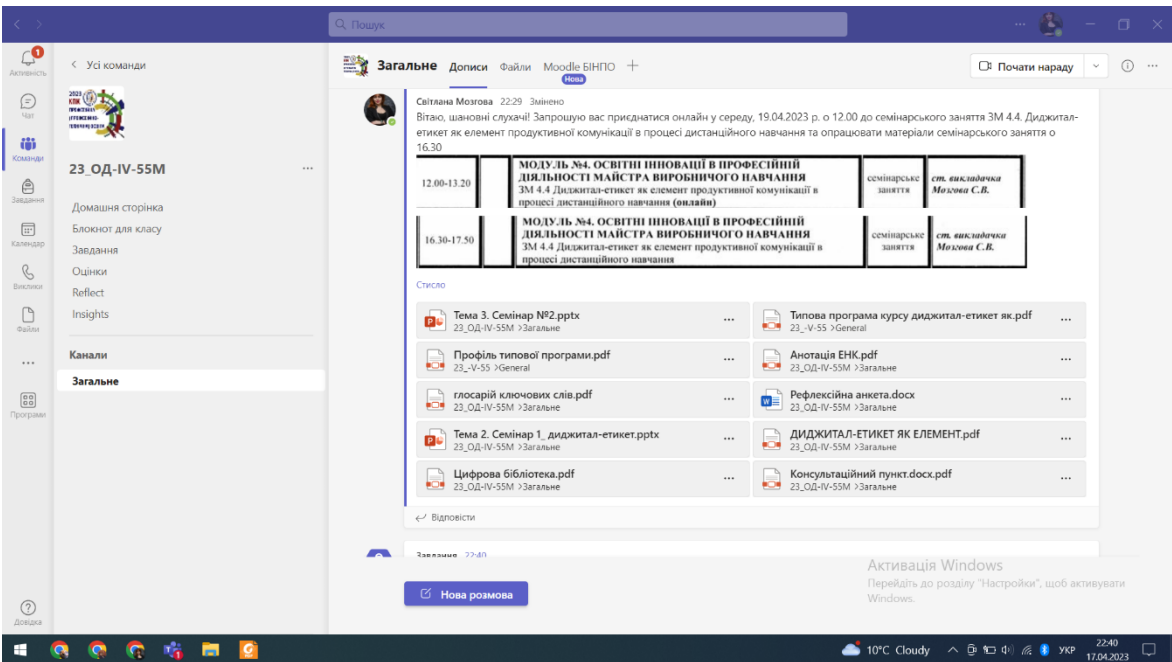 Пошук
1
Активність
Чат
Команди
Завдання
Календар
Виклики
Файли
Програми
Довідка
Усі команди
2023
23_ОД-IV-55М
Домашня сторінка
Блокнот для класу
Завдання
Оцінки
Reflect
Insights
Канали
Загальне
Загальне Дописи Файли Moodle БІНПО
Нова
Почати нараду
Світлана Мозгова 22:29 Змінено
Вітаю, шановні слухачі! Запрошую вас приєднатися онлайн у середу, 19.04.2023 р. о 12.00 до семінарського заняття ЗМ 4.4. Диджитал-
етикет як елемент продуктивної комунікації в процесі дистанційного навчання та опрацювати матеріали семінарського заняття о
16.30
12.00-13.20
МОДУЛЬ №4. ОСВІТНІ ІННОВАЦІЇ В ПРОФЕСІЙНІЙ
ДІЯЛЬНОСТІ МАЙСТРА ВИРОБНИЧОГО НАВЧАННЯ
ЗМ 4.4 Диджитал-етикет як елемент продуктивної комунікації в
процесі дистанційного навчання (онлайн)
семінарське
заняття
ст. викладачка
Мозгова С.В.
16.30-17.50
МОДУЛЬ №4. ОСВІТНІ ІННОВАЦІЇ В ПРОФЕСІЙНІЙ
ДІЯЛЬНОСТІ МАЙСТРА ВИРОБНИЧОГО НАВЧАННЯ
ЗМ 4.4 Диджитал-етикет як елемент продуктивної комунікації в
процесі дистанційного навчання
семінарське
заняття
ст. викладачка
Мозгова С.В.
Стисло
Тема 3. Семінар №2.pptx
23_ОД-IV-55М >Загальне
Типова програма курсу диджитал-етикет як.pdf
23_-V-55 >General
Профіль типової програми.pdf
23_-V-55 >General
Анотація ЕНК.pdf
23_ОД-IV-55М >Загальне
глосарій ключових слів.pdf
23_ОД-IV-55М >Загальне
Рефлексійна анкета.docx
23_ОД-IV-55М >Загальне
Тема 2. Семінар 1_ диджитал-етикет.pptx
23_ОД-IV-55М >Загальне
ДИДЖИТАЛ-ЕТИКЕТ ЯК ЕЛЕМЕНТ.pdf
23_ОД-IV-55М >Загальне
Цифрова бібліотека.pdf
23_ОД-IV-55М >Загальне
Консультаційний пункт.docx.pdf
23_ОД-IV-55М >Загальне
Відповісти
Завдання 22:40
Нова розмова
Активація Windows
Перейдіть до розділу "Настройки", щоб активувати
Windows.
10°C Cloudy
УКР
22:40
17.04.2023